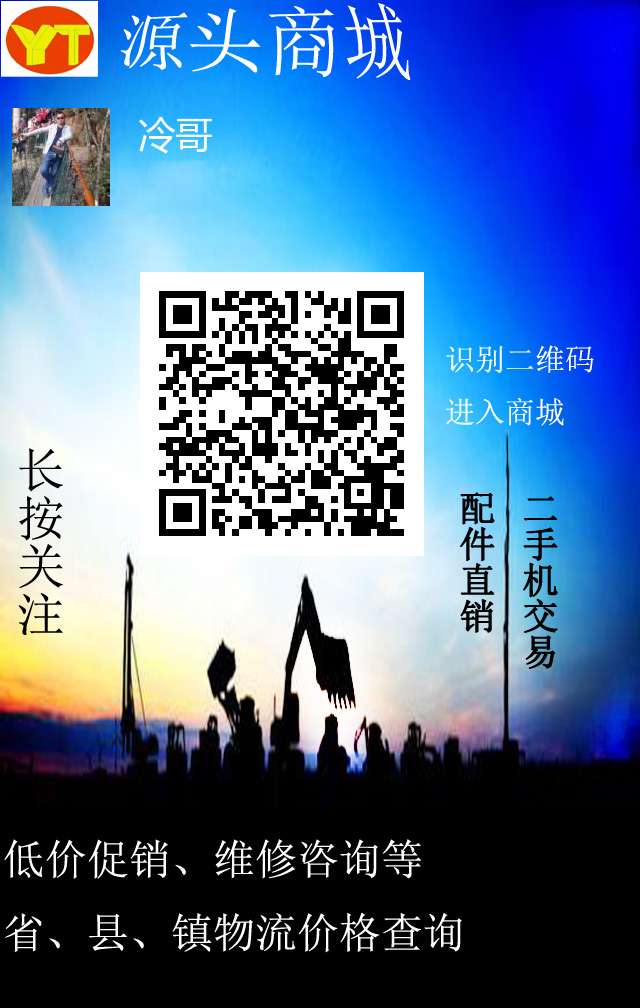 YT
源头商城
冷哥
识别二维码
进入商城
长按关注
二手机交易
配件直销
低价促销、维修咨询等
省、县、镇物流价格查询